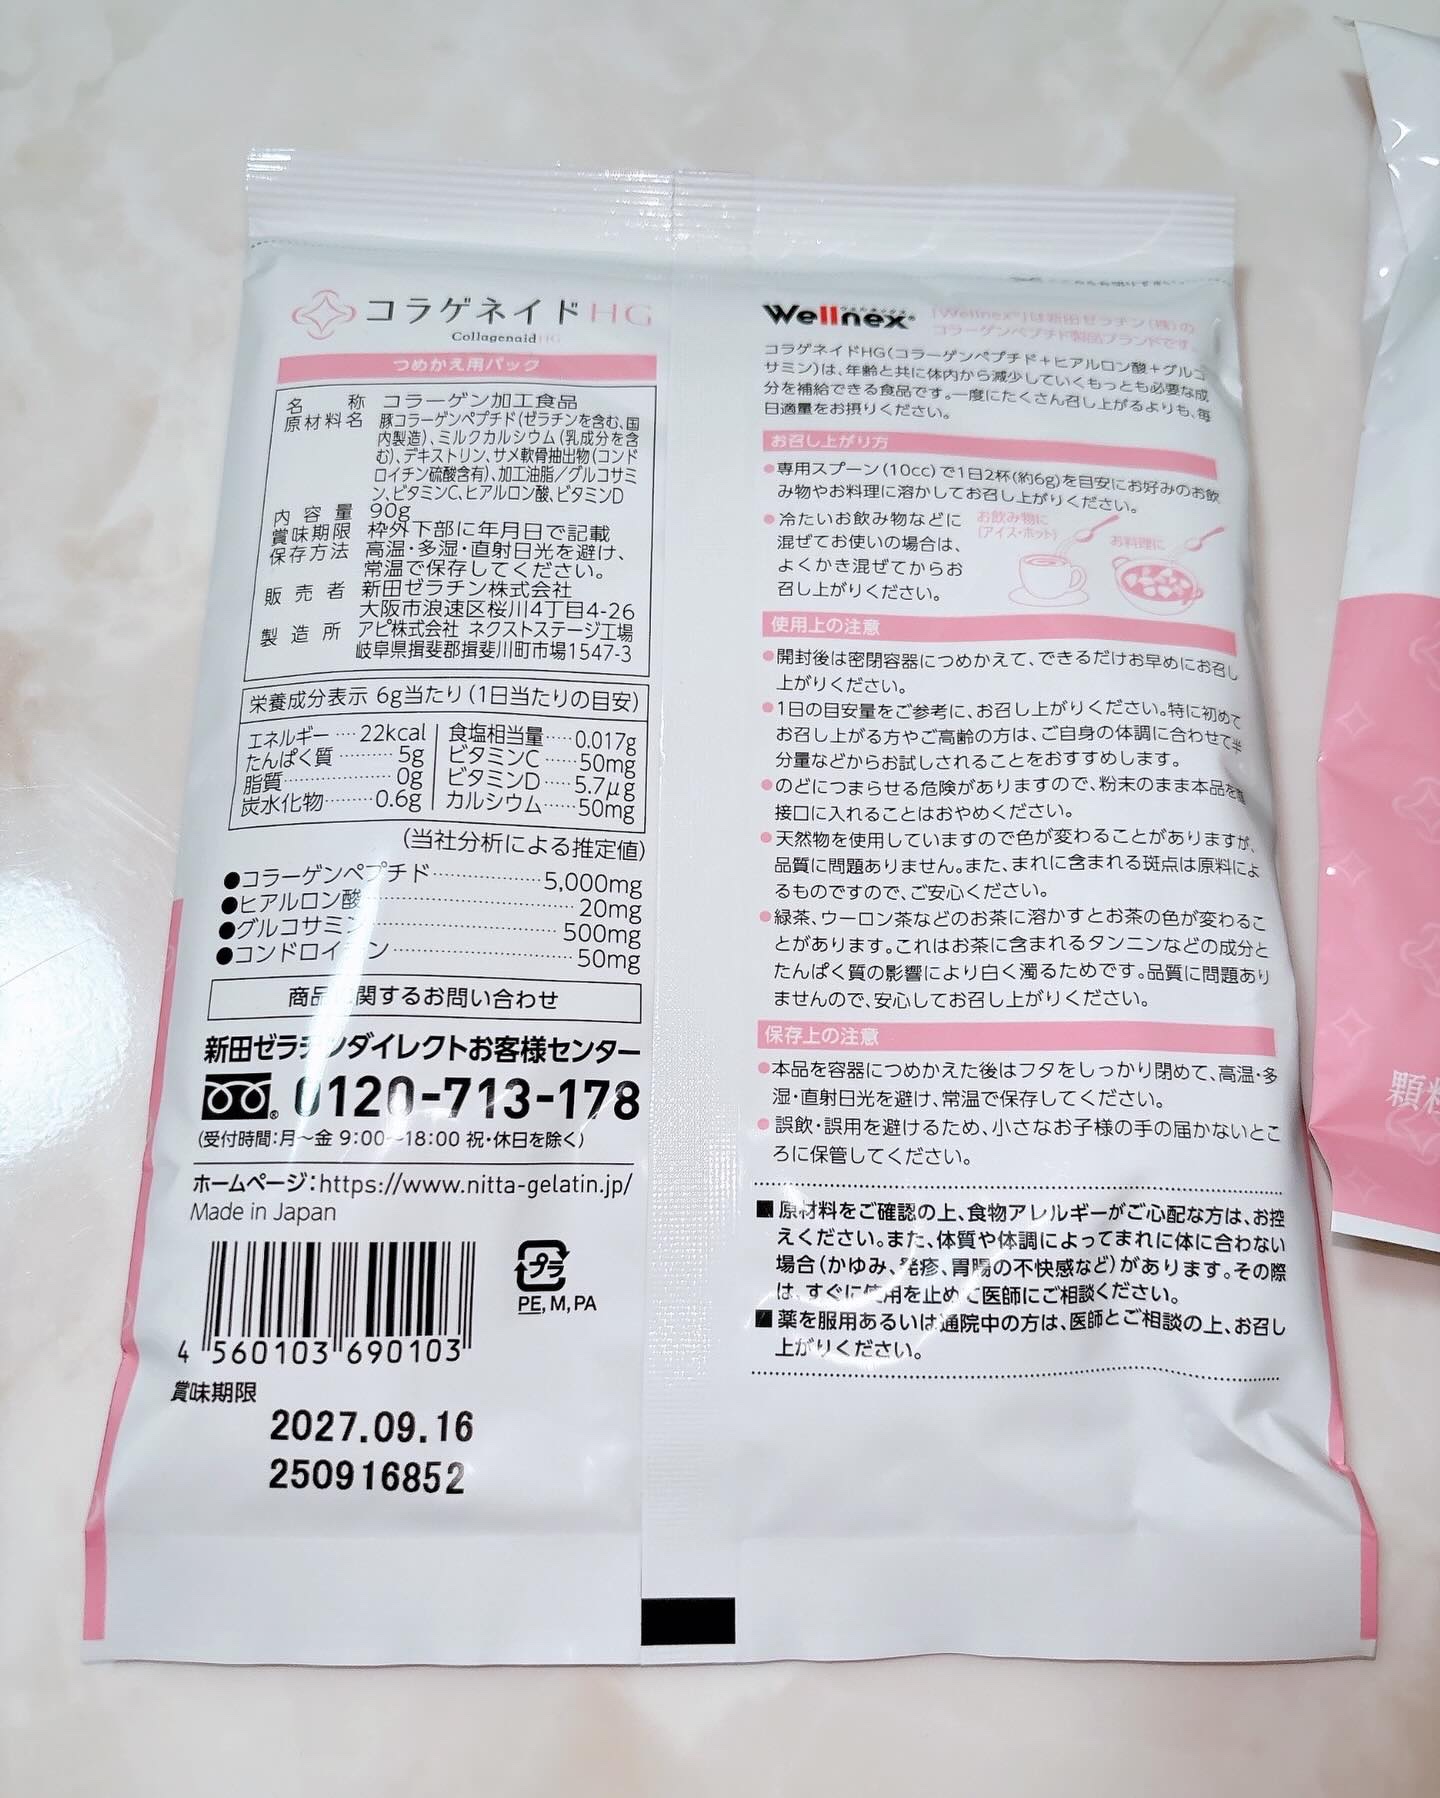 コラゲネイドHG
CollagenaidHG
つめかえ用パック
名称 コラーゲン加工食品
原材料名 豚コラーゲンペプチド(ゼラチンを含む、国
内製造)、ミルクカルシウム(乳成分を含
む)、デキストリン、サメ軟骨抽出物(コンド
ロイチン硫酸含有)、加工油脂/グルコサミ
ン、ビタミンC、ヒアルロン酸、ビタミンD
内容量 90g
賞味期限 枠外下部に年月日で記載
保存方法 高温・多湿・直射日光を避け、
常温で保存してください。
販売者 新田ゼラチン株式会社
大阪市浪速区桜川4丁目4-26
製造所 アピ株式会社 ネクストステージ工場
岐阜県揖斐郡揖斐川町市場1547-3
栄養成分表示 6g当たり(1日当たりの目安)
エネルギー…22kcal 食塩相当量…0.017g
たんぱく質…5g ビタミンC…50mg
脂質…0g ビタミンD…5.7μg
炭水化物…0.6g カルシウム…50mg
(当社分析による推定値)
●コラーゲンペプチド…5,000mg
●ヒアルロン酸…20mg
●グルコサミン…500mg
●コンドロイチン…50mg
商品に関するお問い合わせ
新田ゼラチンダイレクトお客様センター
0120-713-178
(受付時間:月〜金 9:00〜18:00 祝・休日を除く)
ホームページ:https://www.nitta-gelatin.jp/
Made in Japan
プラ
PE, M, PA
4 560103 690103
賞味期限
2027.09.16
250916852
ウェルネックス
Wellnex®
「Wellnex®」は新田ゼラチン(株)の
コラーゲンペプチド製品ブランドです。
コラゲネイドHG(コラーゲンペプチド+ヒアルロン酸+グルコ
サミン)は、年齢と共に体内から減少していくもっとも必要な成
分を補給できる食品です。一度にたくさん召し上がるよりも、毎
日適量をお摂りください。
お召し上がり方
●専用スプーン(10cc)で1日2杯(約6g)を目安にお好みのお飲
み物やお料理に溶かしてお召し上がりください。
●冷たいお飲み物などに
混ぜてお使いの場合は、
よくかき混ぜてからお
召し上がりください。
お飲み物に
(アイス・ホット)
お料理に
使用上の注意
●開封後は密閉容器につめかえて、できるだけお早めにお召し
上がりください。
●1日の目安量をご参考に、お召し上がりください。特に初めて
お召し上がる方やご高齢の方は、ご自身の体調に合わせて半
分量などからお試しされることをおすすめします。
●のどにつまらせる危険がありますので、粉末のまま本品を直
接口に入れることはおやめください。
●天然物を使用していますので色が変わることがありますが、
品質に問題ありません。また、まれに含まれる斑点は原料によ
るものですので、ご安心ください。
●緑茶、ウーロン茶などのお茶に溶かすとお茶の色が変わるこ
とがあります。これはお茶に含まれるタンニンなどの成分と
たんぱく質の影響により白く濁るためです。品質に問題あり
ませんので、安心してお召し上がりください。
保存上の注意
●本品を容器につめかえた後はフタをしっかり閉めて、高温・多
湿・直射日光を避け、常温で保存してください。
●誤飲・誤用を避けるため、小さなお子様の手の届かないとこ
ろに保管してください。
■原材料をご確認の上、食物アレルギーがご心配な方は、お控
えください。また、体質や体調によってまれに体に合わない
場合(かゆみ、発疹、胃腸の不快感など)があります。その際
は、すぐに使用を止めて医師にご相談ください。
■薬を服用あるいは通院中の方は、医師とご相談の上、お召し
上がりください。
顆粒